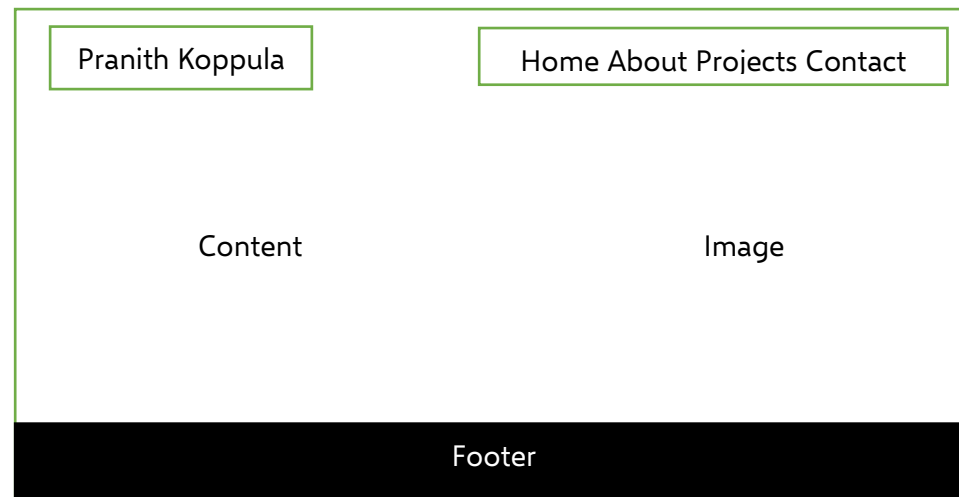 Pranith Koppula
Home About Projects Contact
Content
Image
Footer